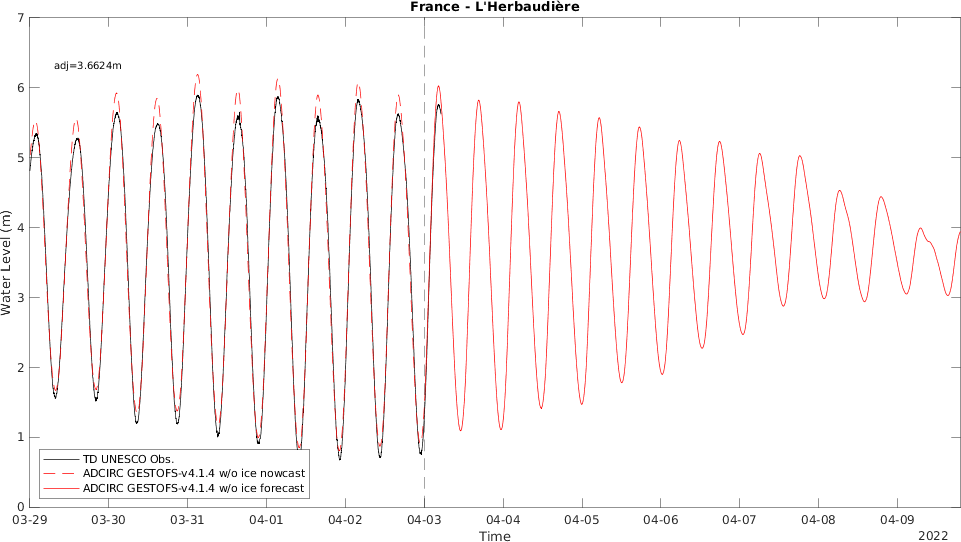 France - L'Herbaudière
7
adj=3.6624m
6
5
4
3
2
1
0
Water Level (m)
TD UNESCO Obs.
ADCIRC GESTOFS-v4.1.4 w/o ice nowcast
ADCIRC GESTOFS-v4.1.4 w/o ice forecast
03-29 03-30 03-31 04-01 04-02 04-03 04-04 04-05 04-06 04-07 04-08 04-09
Time
2022